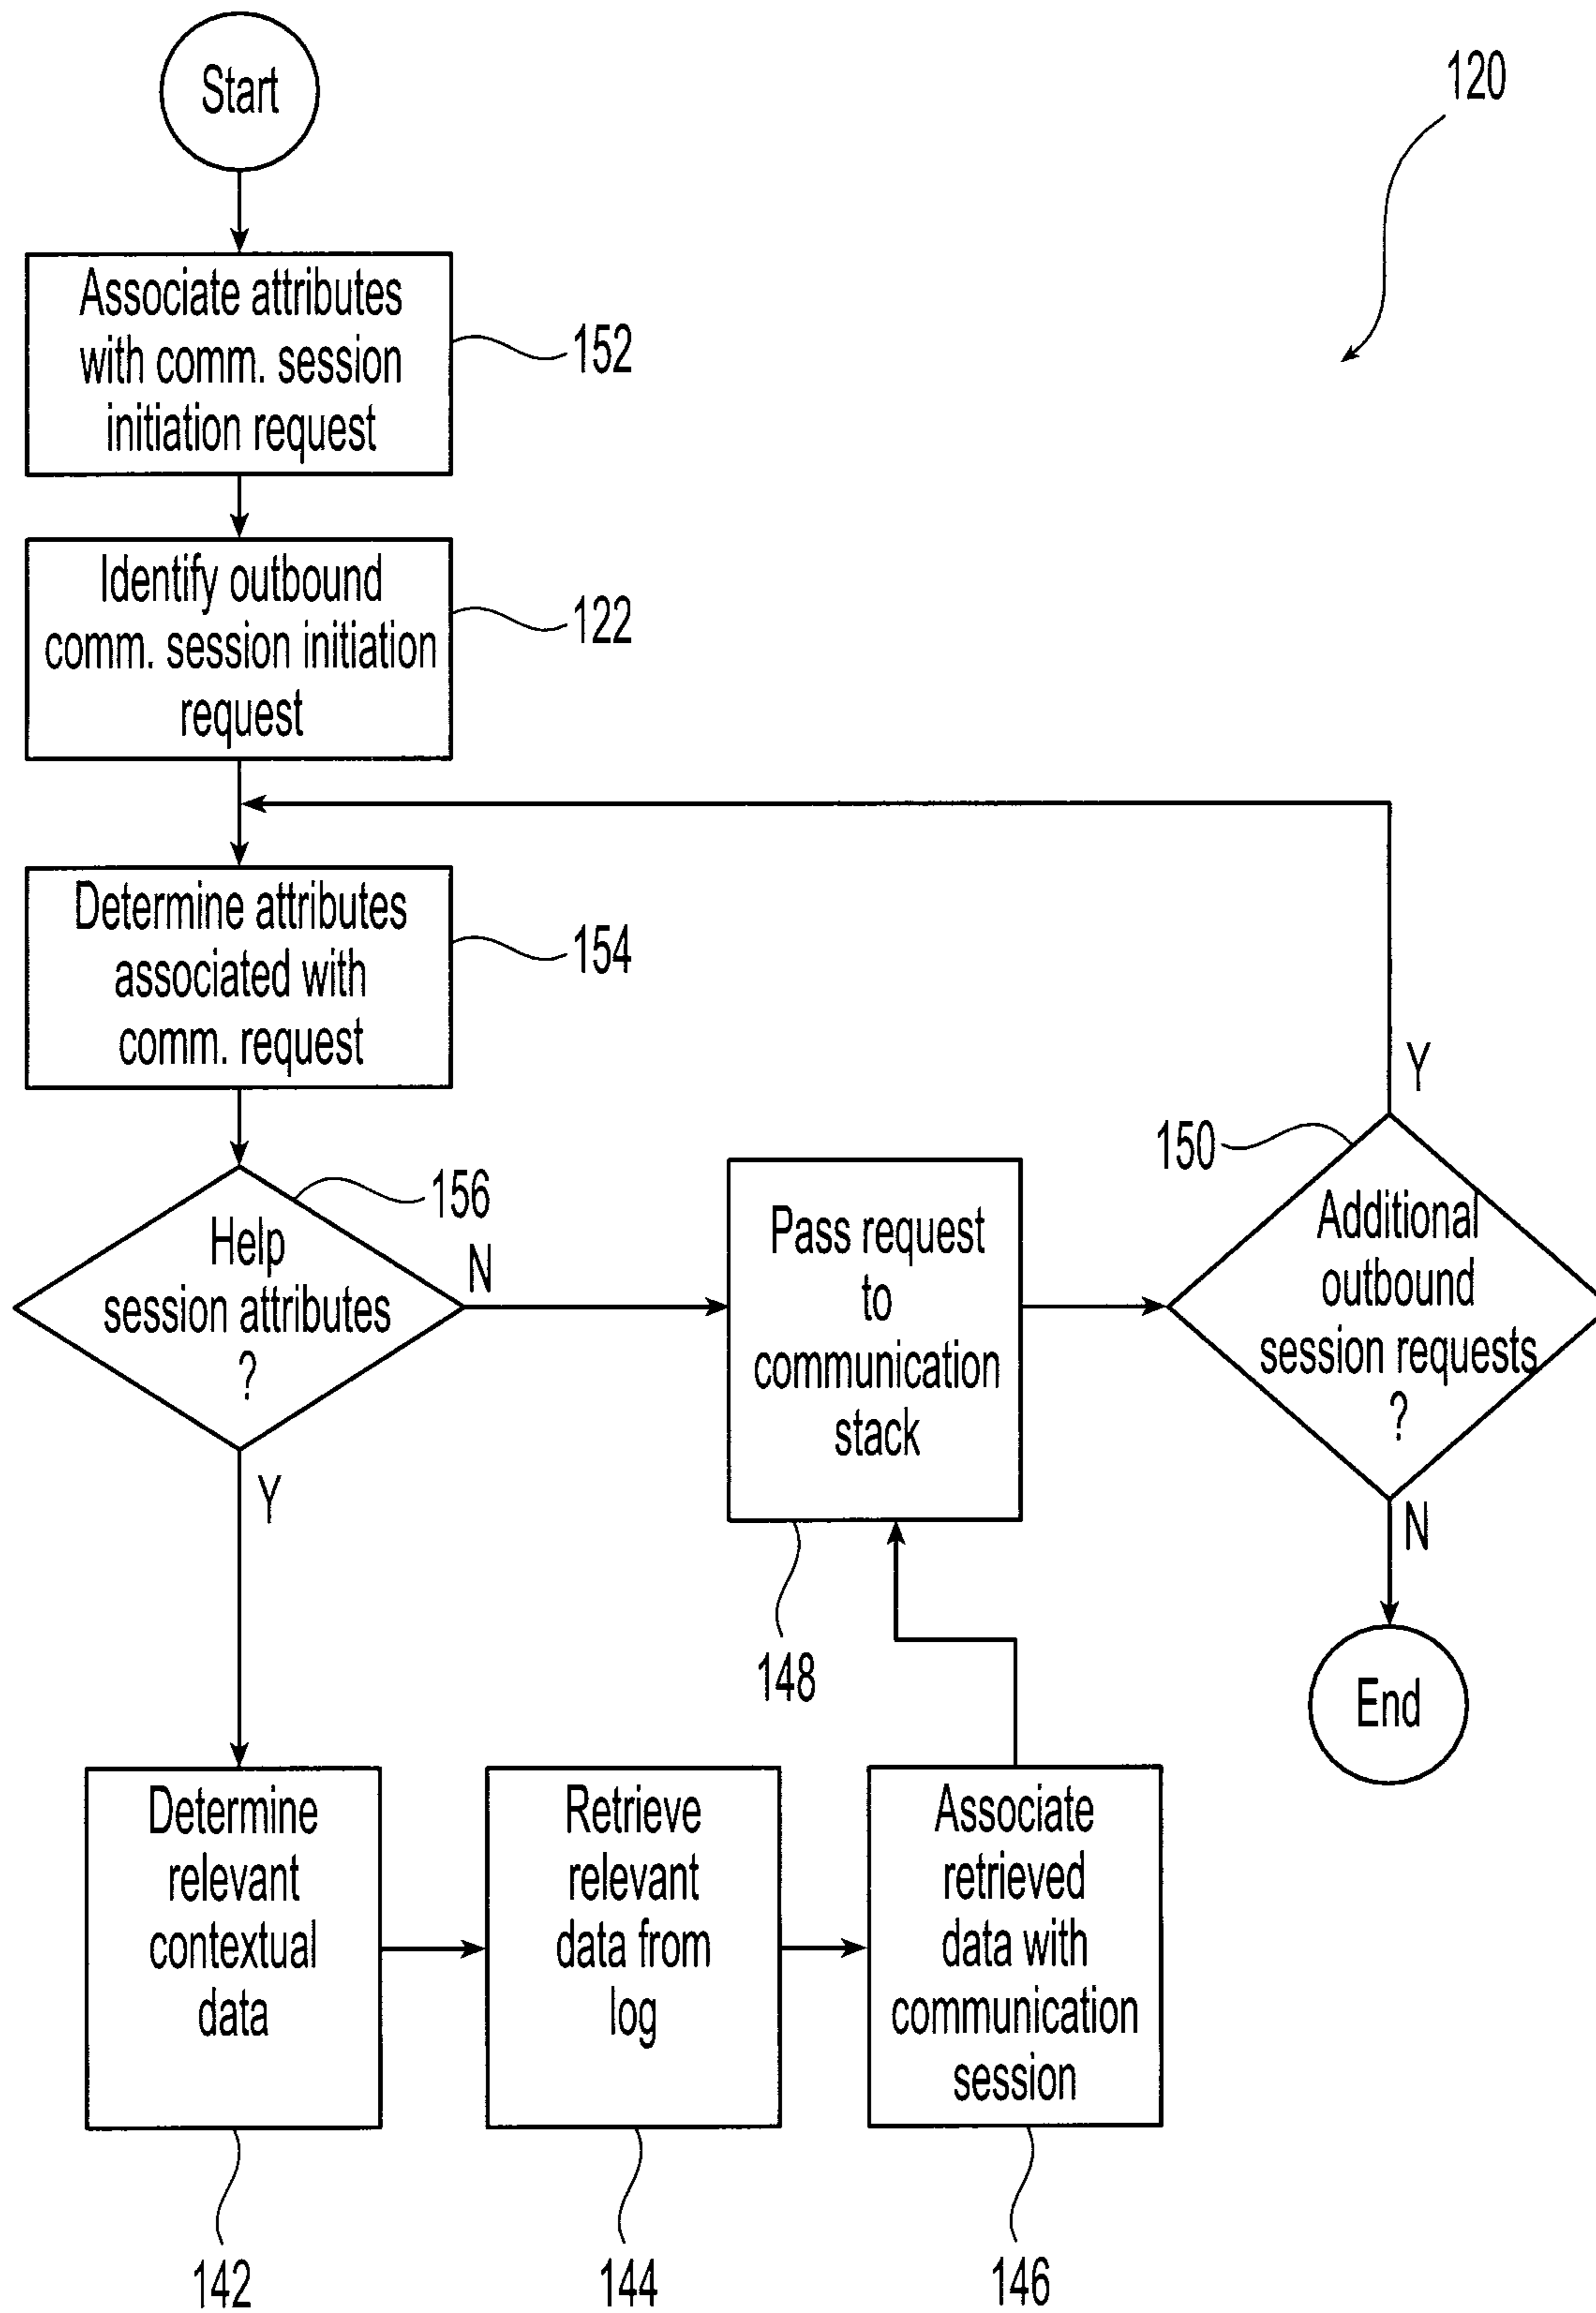 Start
120
Associate attributes
with comm. session
initiation request
152
Identify outbound
comm. session initiation
request
122
Determine attributes
associated with
comm. request
154
Help
session attributes
?
156
N
Y
Pass request
to
communication
stack
148
150
Y
Additional
outbound
session requests
?
N
End
Determine
relevant
contextual
data
142
Retrieve
relevant
data from
log
144
Associate
retrieved
data with
communication
session
146